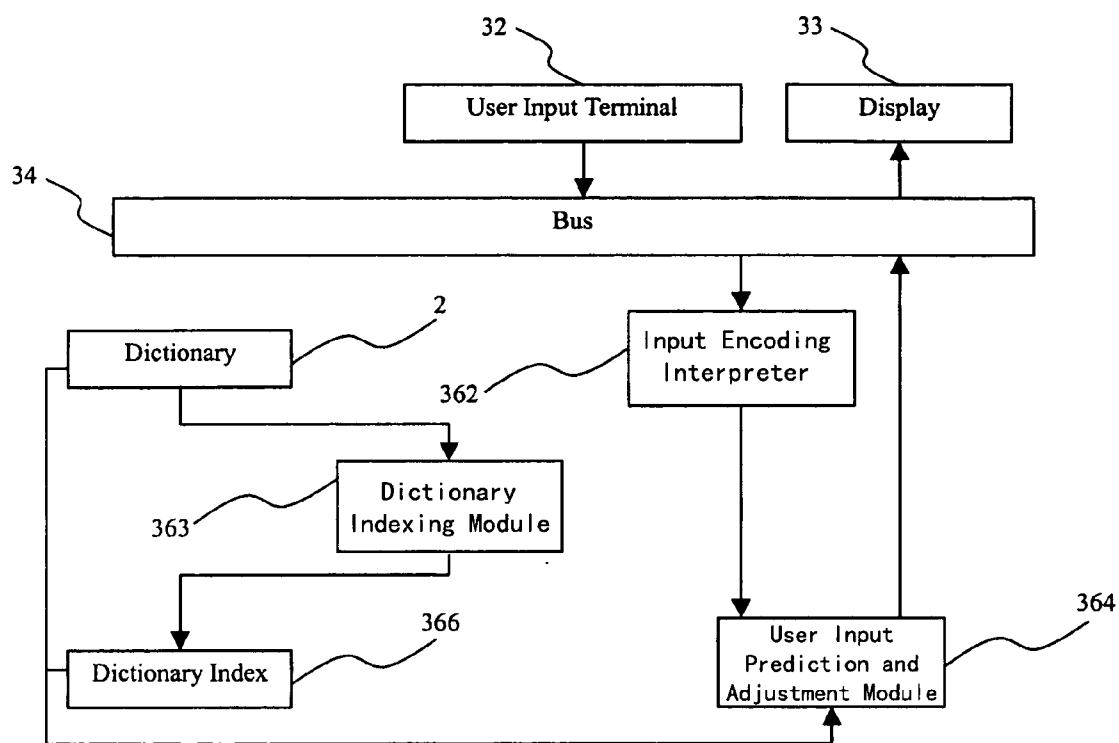 32
33
User Input Terminal
Display
34
Bus
2
Dictionary
Input Encoding
Interpreter
362
Dictionary
Indexing Module
363
366
364
User Input
Prediction and
Adjustment Module
Dictionary Index